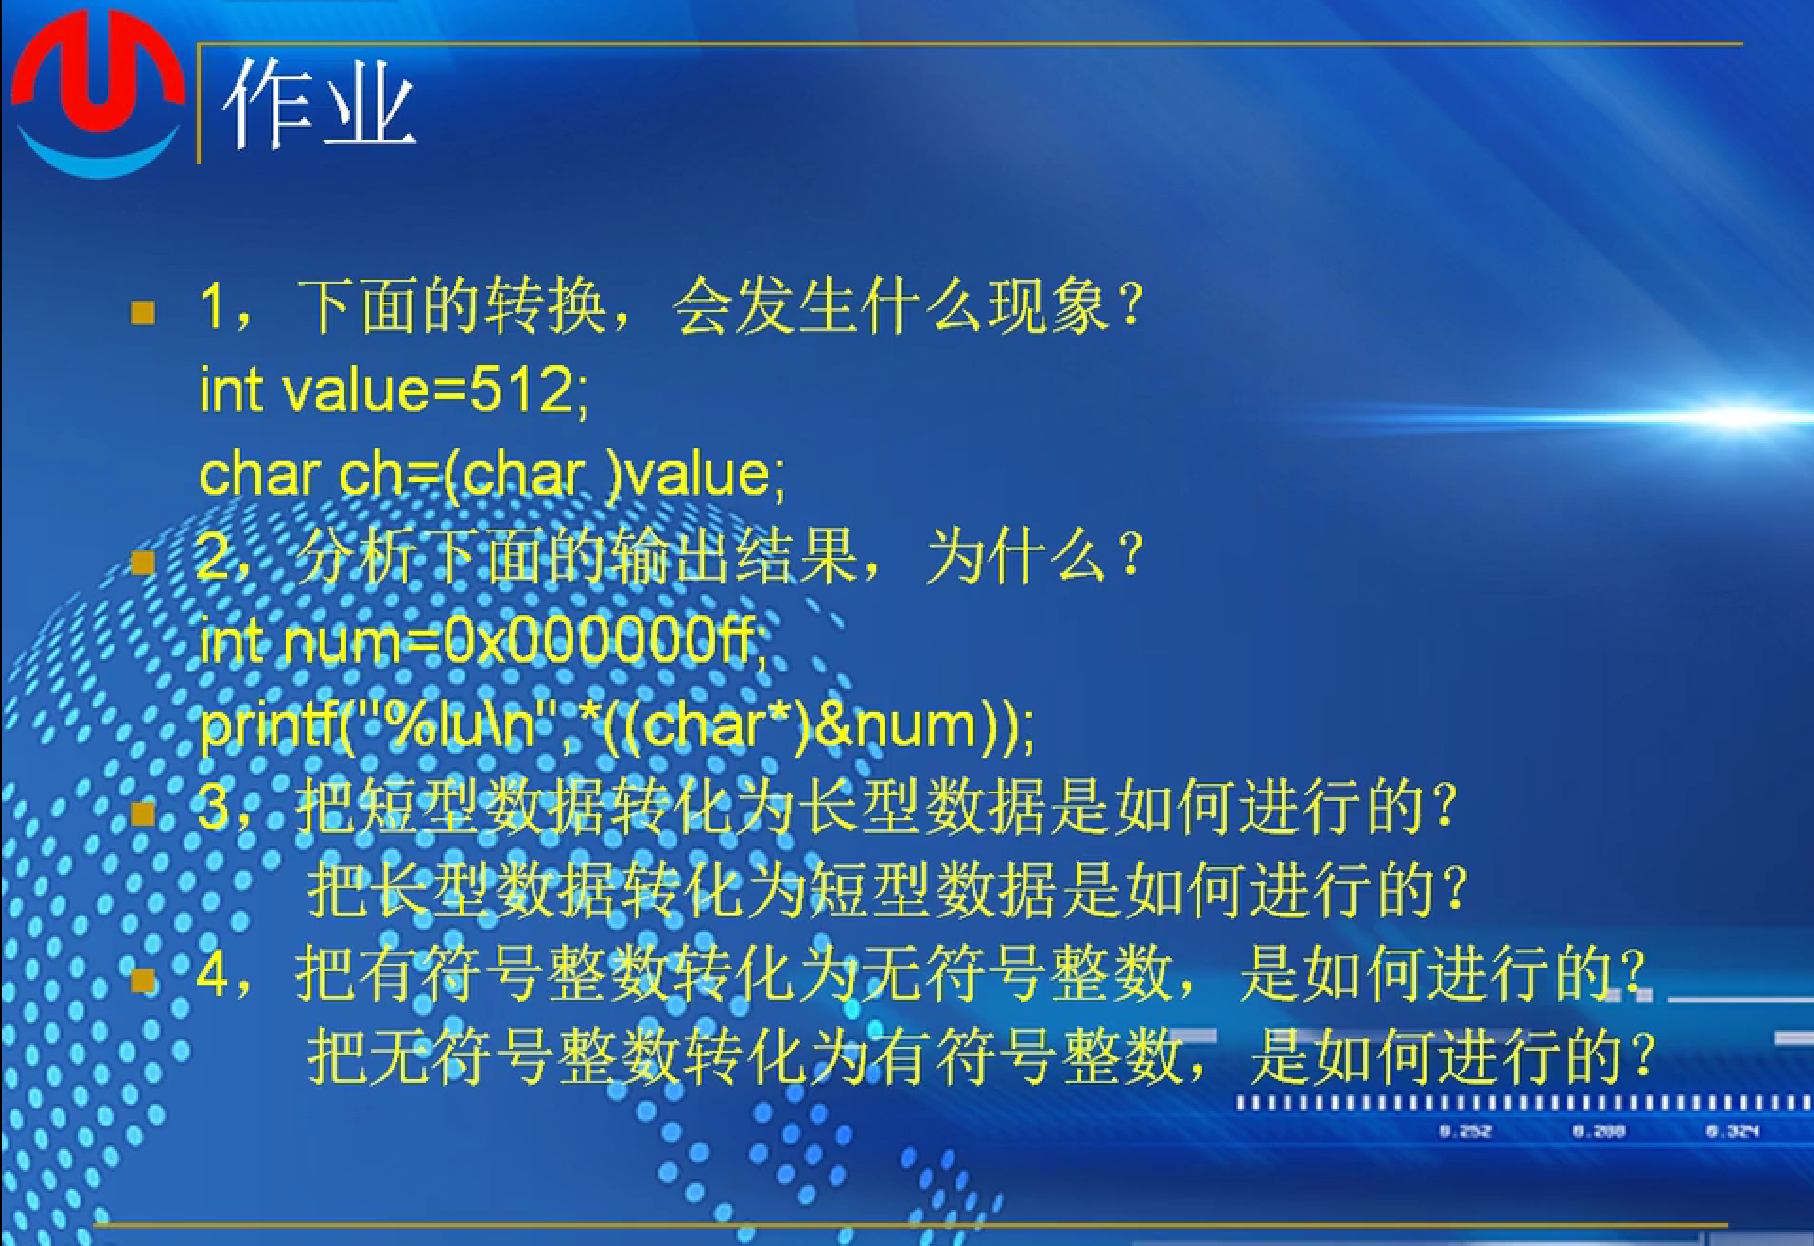 作业
1，下面的转换，会发生什么现象？
int value=512;
char ch=(char )value;
2，分析下面的输出结果，为什么？
int num=0x000000ff;
printf("%lu\n",*((char*)&num));
3，把短型数据转化为长型数据是如何进行的？
把长型数据转化为短型数据是如何进行的？
4，把有符号整数转化为无符号整数，是如何进行的？
把无符号整数转化为有符号整数，是如何进行的？
0.252 0.288 0.324